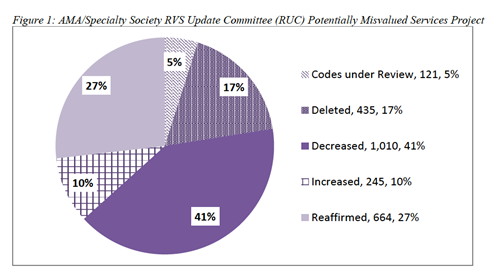 Figure 1: AMA/Specialty Society RVS Update Committee (RUC) Potentially Misvalued Services Project
5%
Codes under Review, 121, 5%
27%
17%
Deleted, 435, 17%
Decreased, 1,010, 41%
10%
Increased, 245, 10%
41%
Reaffirmed, 664, 27%